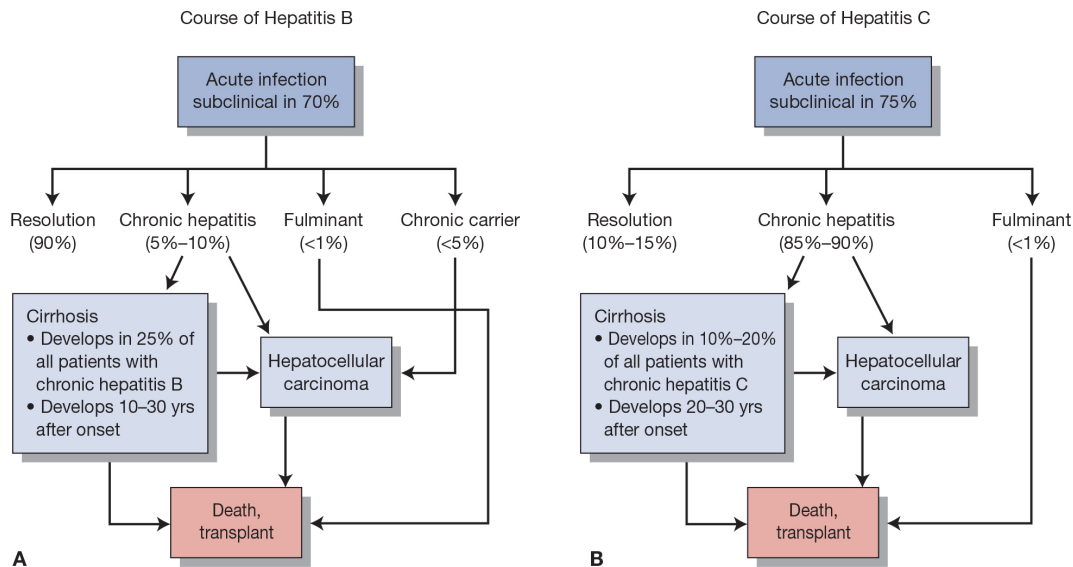 Course of Hepatitis B
Acute infection
subclinical in 70%
Resolution
(90%)
Chronic hepatitis
(5%–10%)
Fulminant
(<1%)
Chronic carrier
(<5%)
Cirrhosis
• Develops in 25% of
all patients with
chronic hepatitis B
• Develops 10–30 yrs
after onset
Hepatocellular
carcinoma
Death,
transplant
A
Course of Hepatitis C
Acute infection
subclinical in 75%
Resolution
(10%–15%)
Chronic hepatitis
(85%–90%)
Fulminant
(<1%)
Cirrhosis
• Develops in 10%–20%
of all patients with
chronic hepatitis C
• Develops 20–30 yrs
after onset
Hepatocellular
carcinoma
Death,
transplant
B